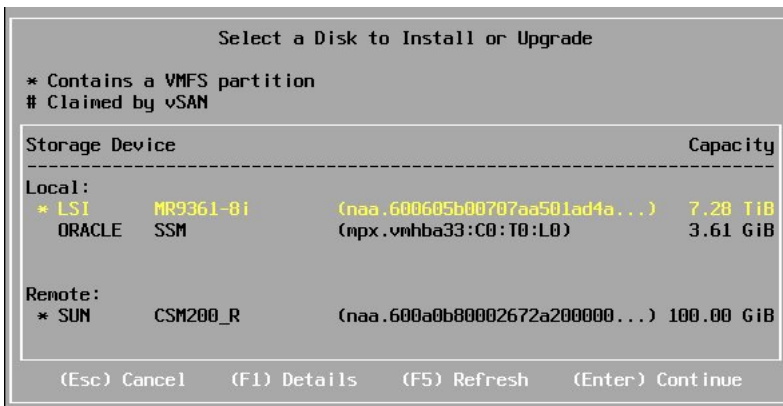 Select a Disk to Install or Upgrade
* Contains a VMFS partition
# Claimed by vSAN
Storage Device Capacity
--------------------------------------------------------------------------
Local:
* LSI MR9361-8i (naa.600605b00707aa501ad4a...) 7.28 TiB
ORACLE SSM (mpx.vmhba33:C0:T0:L0) 3.61 GiB
Remote:
* SUN CSM200_R (naa.600a0b80002672a200000...) 100.00 GiB
(Esc) Cancel (F1) Details (F5) Refresh (Enter) Continue